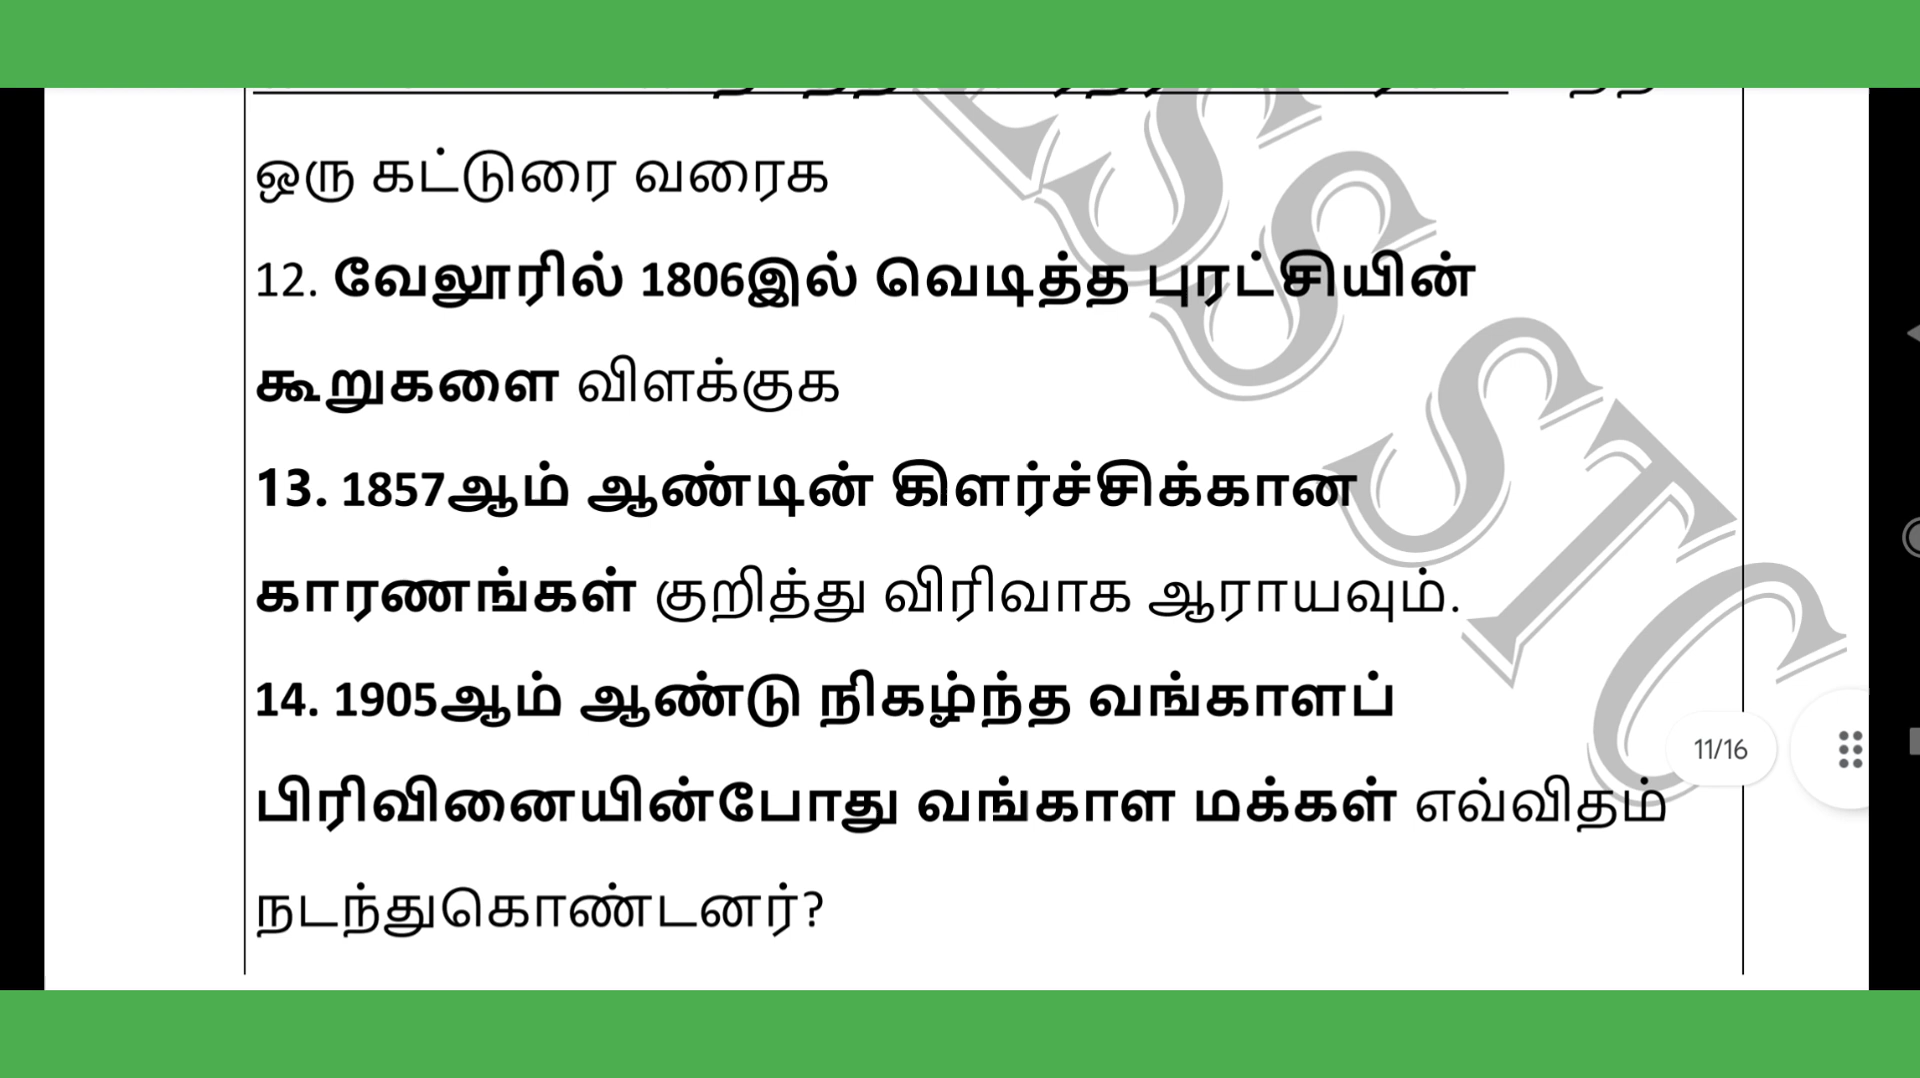 ஒரு கட்டுரை வரைக
12. வேலூரில் 1806இல் வெடித்த புரட்சியின்
கூறுகளை விளக்குக
13. 1857ஆம் ஆண்டின் கிளர்ச்சிக்கான
காரணங்கள் குறித்து விரிவாக ஆராயவும்.
14. 1905ஆம் ஆண்டு நிகழ்ந்த வங்காளப்
பிரிவினையின்போது வங்காள மக்கள் எவ்விதம்
நடந்துகொண்டனர்?
11/16